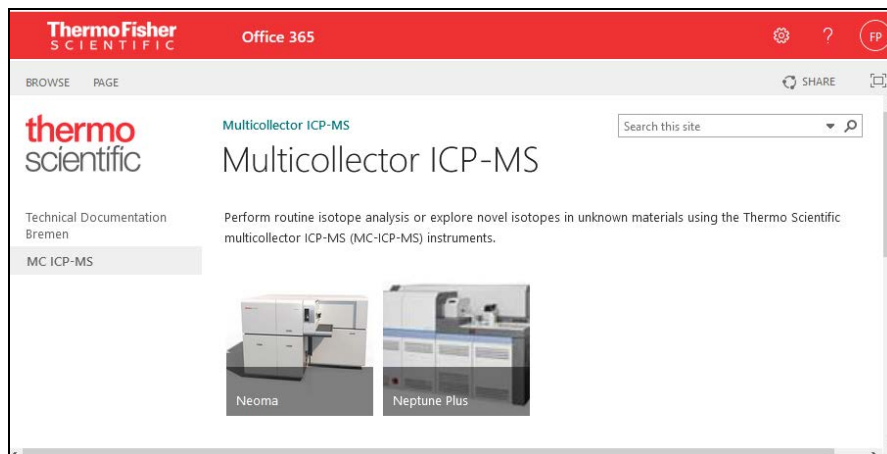 ThermoFisher
SCIENTIFIC
Office 365
?
FP
BROWSE PAGE
SHARE
thermo
scientific
Multicollector ICP-MS
Search this site
Multicollector ICP-MS
Technical Documentation
Bremen
MC ICP-MS
Perform routine isotope analysis or explore novel isotopes in unknown materials using the Thermo Scientific
multicollector ICP-MS (MC-ICP-MS) instruments.
Neoma
Neptune Plus